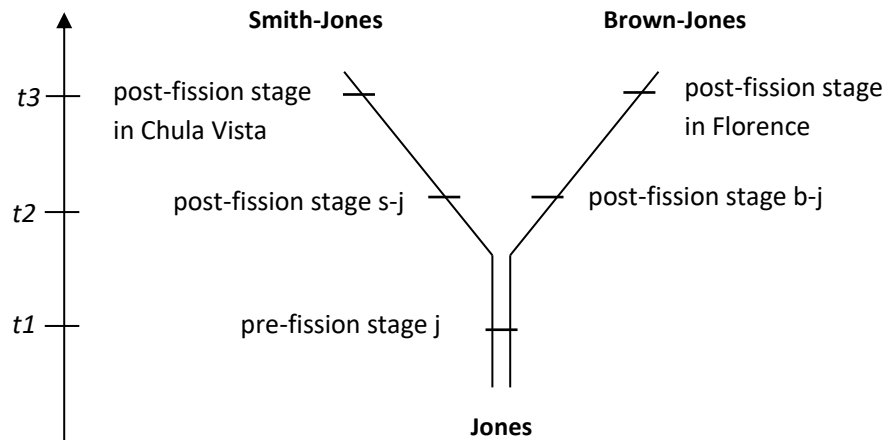 Smith-Jones
Brown-Jones
t3
post-fission stage
in Chula Vista
post-fission stage
in Florence
t2
post-fission stage s-j
post-fission stage b-j
t1
pre-fission stage j
Jones